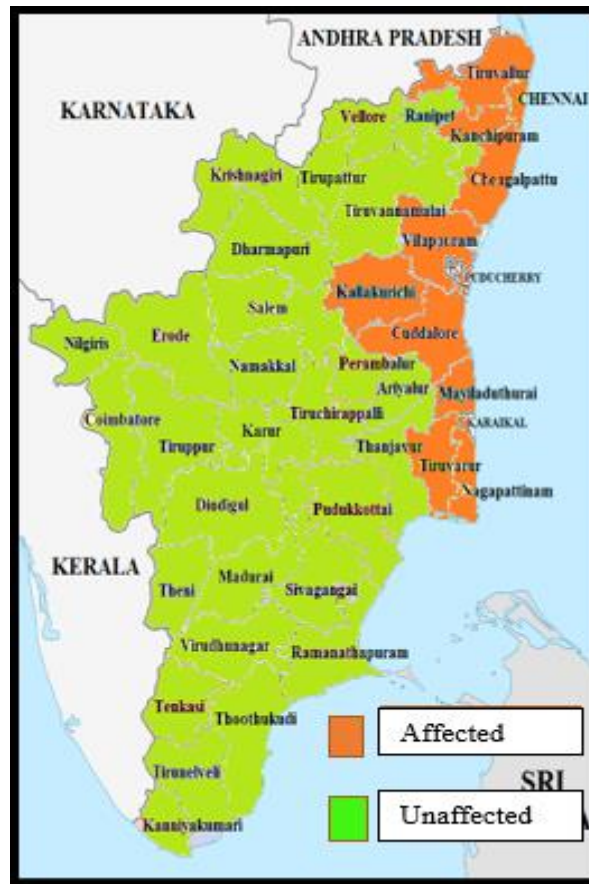 ANDHRA PRADESH
Tiruvallur
KARNATAKA
CHENNAI
Vellore
Ranipet
Kanchipuram
Krishnagiri
Tirupattur
Chengalpattu
Tiruvannamalai
Vilapuram
Dharmapuri
PUDUCHERRY
Kallakurichi
Salem
Cuddalore
Nilgiris
Erode
Namakkal
Perambalur
Ariyalur
Mayiladuthurai
Coimbatore
Tiruchirappalli
Karur
KARAIKAL
Tiruppur
Thanjavur
Tiruvarur
Nagapattinam
Dindigul
Pudukkottai
KERALA
Madurai
Theni
Sivagangai
Virudhunagar
Ramanathapuram
Tenkasi
Thoothukudi
Affected
Tirunelveli
SRI
Unaffected
Kanniyakumari